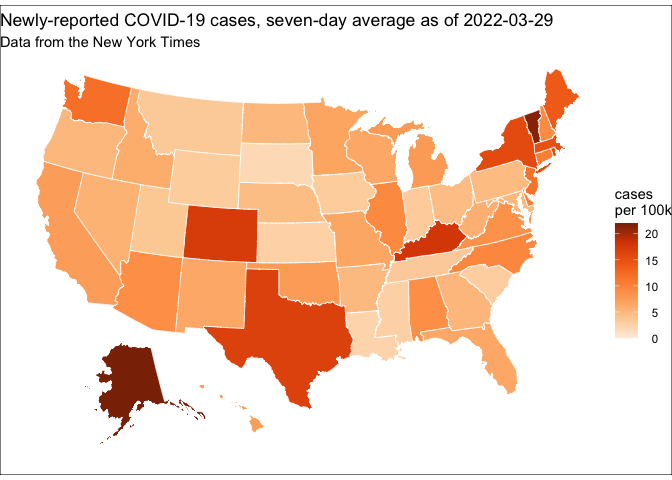 Newly-reported COVID-19 cases, seven-day average as of 2022-03-29
Data from the New York Times
cases
per 100k
20
15
10
5
0